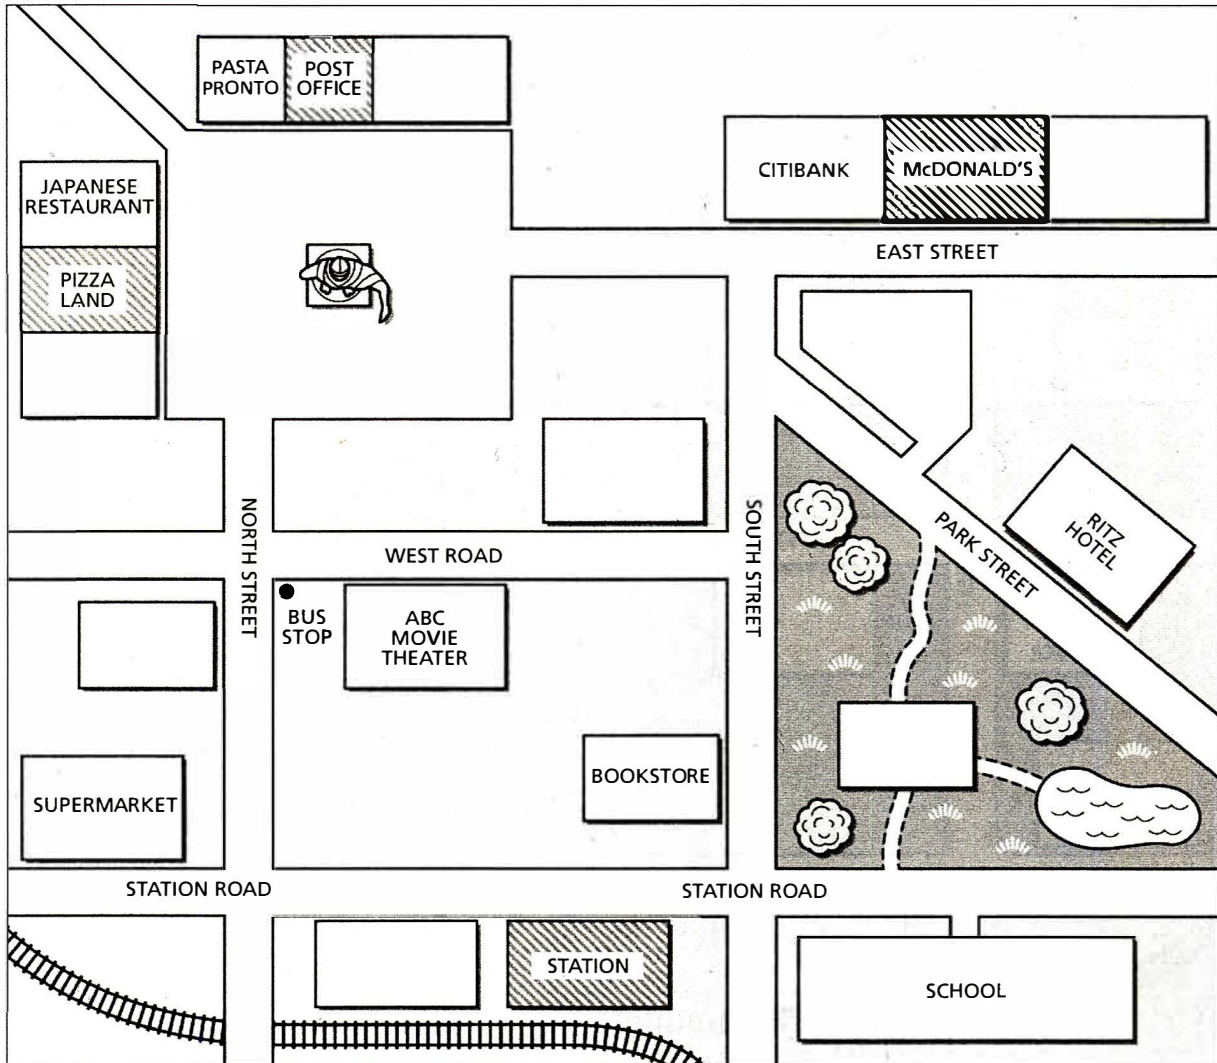 PASTA
PRONTO
POST
OFFICE
CITIBANK
McDONALD'S
JAPANESE
RESTAURANT
EAST STREET
PIZZA
LAND
NORTH STREET
SOUTH STREET
PARK STREET
RITZ
HOTEL
WEST ROAD
BUS
STOP
ABC
MOVIE
THEATER
BOOKSTORE
SUPERMARKET
STATION ROAD
STATION ROAD
STATION
SCHOOL